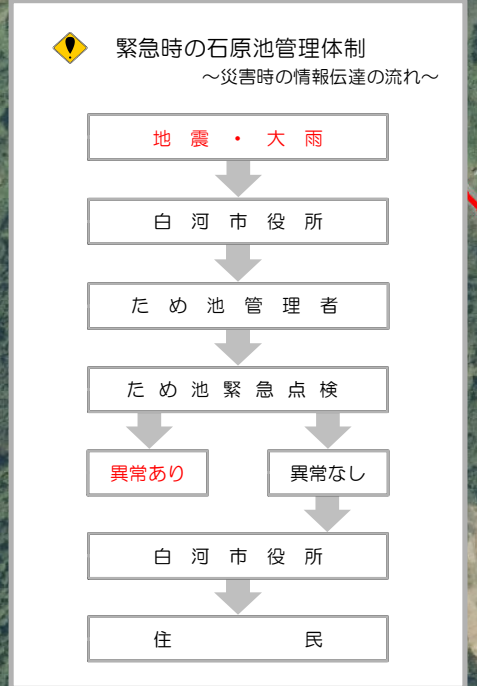 緊急時の石原池管理体制
～災害時の情報伝達の流れ～
地震・大雨
白河市役所
ため池管理者
ため池緊急点検
異常あり
異常なし
白河市役所
住民